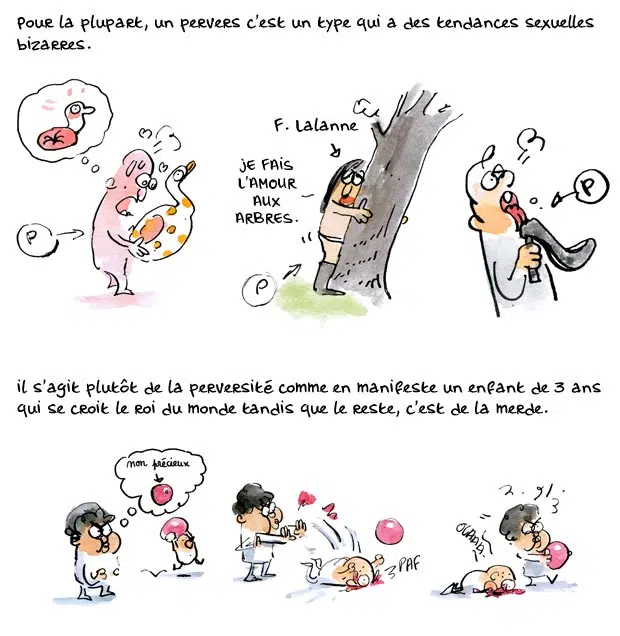 Pour la plupart, un pervers c'est un type qui a des tendances sexuelles
bizarres.
F. Lalanne
JE FAIS
L'AMOUR
AUX
ARBRES.
P
P
P
il s'agit plutôt de la perversité comme en manifeste un enfant de 3 ans
qui se croit le roi du monde tandis que le reste, c'est de la merde.
mon précieux
PAF